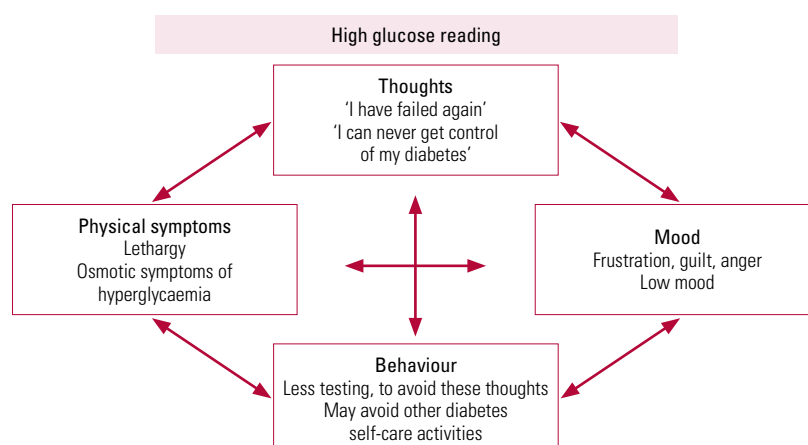 High glucose reading
Thoughts
‘I have failed again’
‘I can never get control
of my diabetes’
Physical symptoms
Lethargy
Osmotic symptoms of
hyperglycaemia
Mood
Frustration, guilt, anger
Low mood
Behaviour
Less testing, to avoid these thoughts
May avoid other diabetes
self-care activities